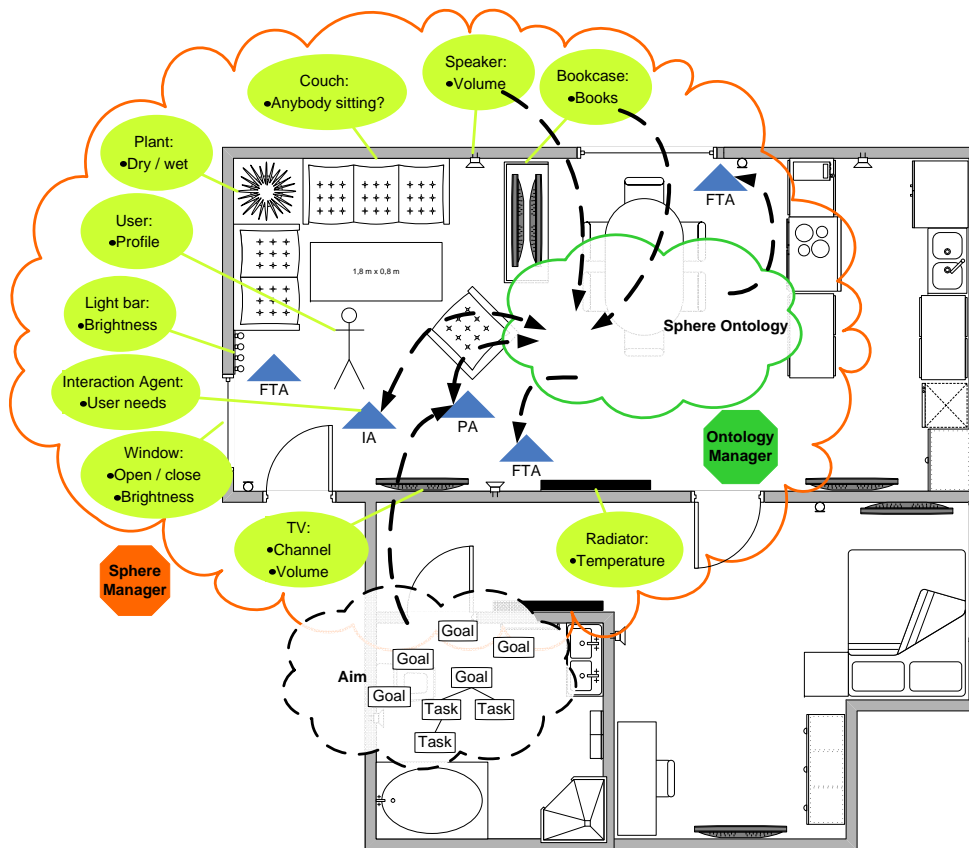 Couch:
•Anybody sitting?
Speaker:
•Volume
Bookcase:
•Books
Plant:
•Dry / wet
FTA
User:
•Profile
1,8 m x 0,8 m
Light bar:
•Brightness
Sphere Ontology
FTA
Interaction Agent:
•User needs
IA
PA
Ontology
Manager
Window:
•Open / close
•Brightness
FTA
TV:
•Channel
•Volume
Radiator:
•Temperature
Sphere
Manager
Goal
Goal
Goal
Aim
Goal
Goal
Task
Task
Task